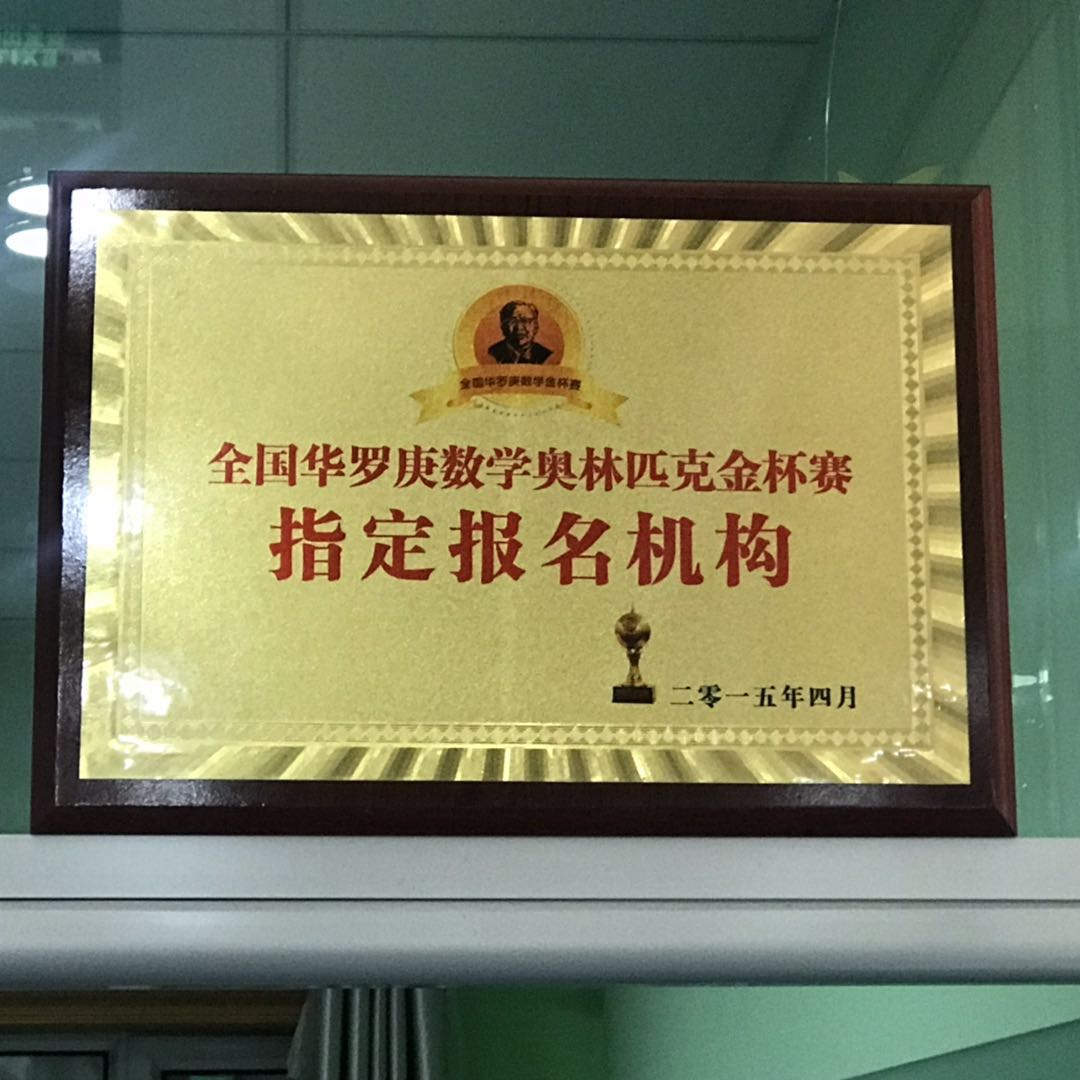 全国华罗庚数学金杯赛
全国华罗庚数学奥林匹克金杯赛
指定报名机构
二零一五年四月